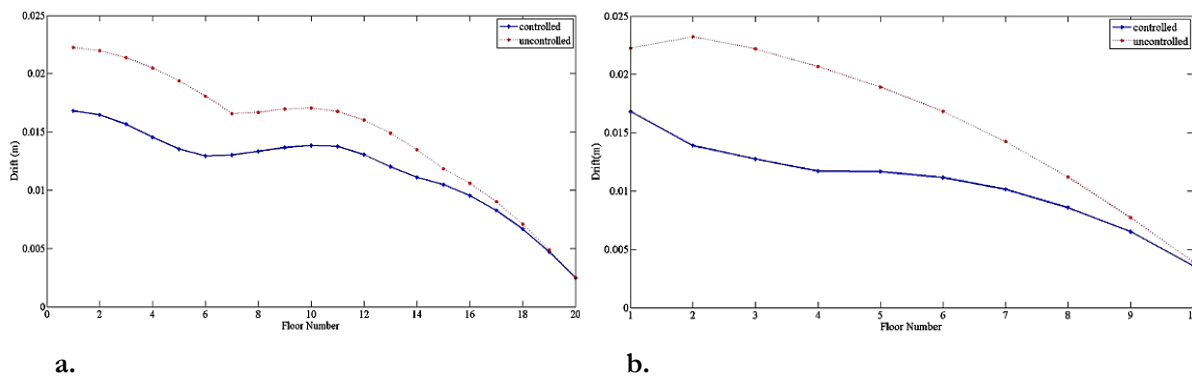 0.025
0.02
0.015
0.01
0.005
0
Drift (m)
0 2 4 6 8 10 12 14 16 18 20
Floor Number
controlled
uncontrolled
a.
0.025
0.02
0.015
0.01
0.005
0
Drift(m)
1 2 3 4 5 6 7 8 9 1
Floor Number
controlled
uncontrolled
b.